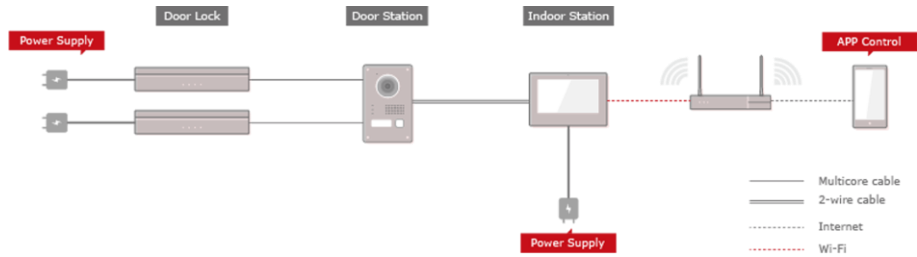 Door Lock
Door Station
Indoor Station
Power Supply
APP Control
Multicore cable
2-wire cable
Internet
Wi-Fi
Power Supply